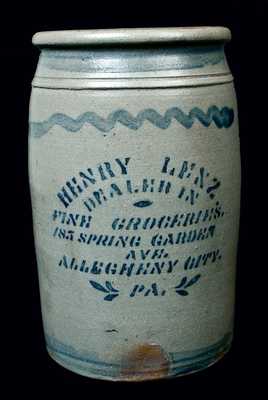 HENRY LENZ.
DEALER IN
FINE GROCERIES.
185 SPRING GARDEN
AVE.
ALLEGHENY CITY.
PA.